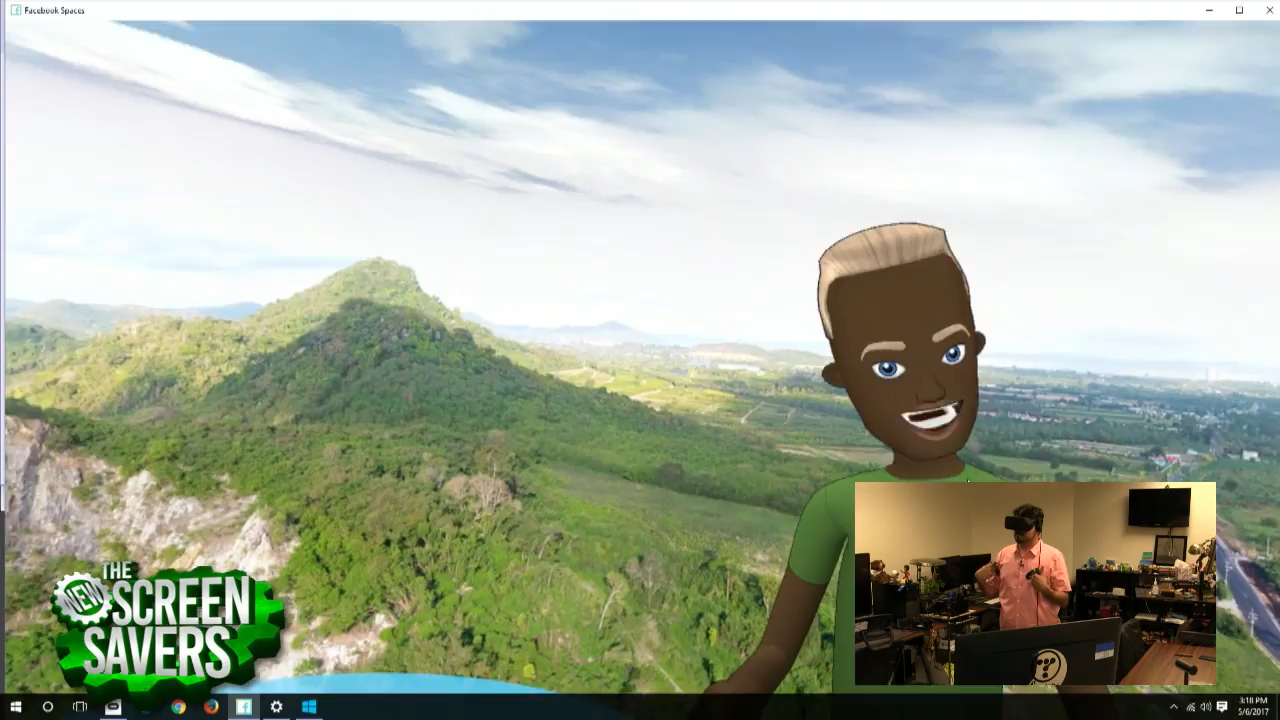 Facebook Spaces
THE
NEW SCREEN
SAVERS
3:18 PM
5/6/2017